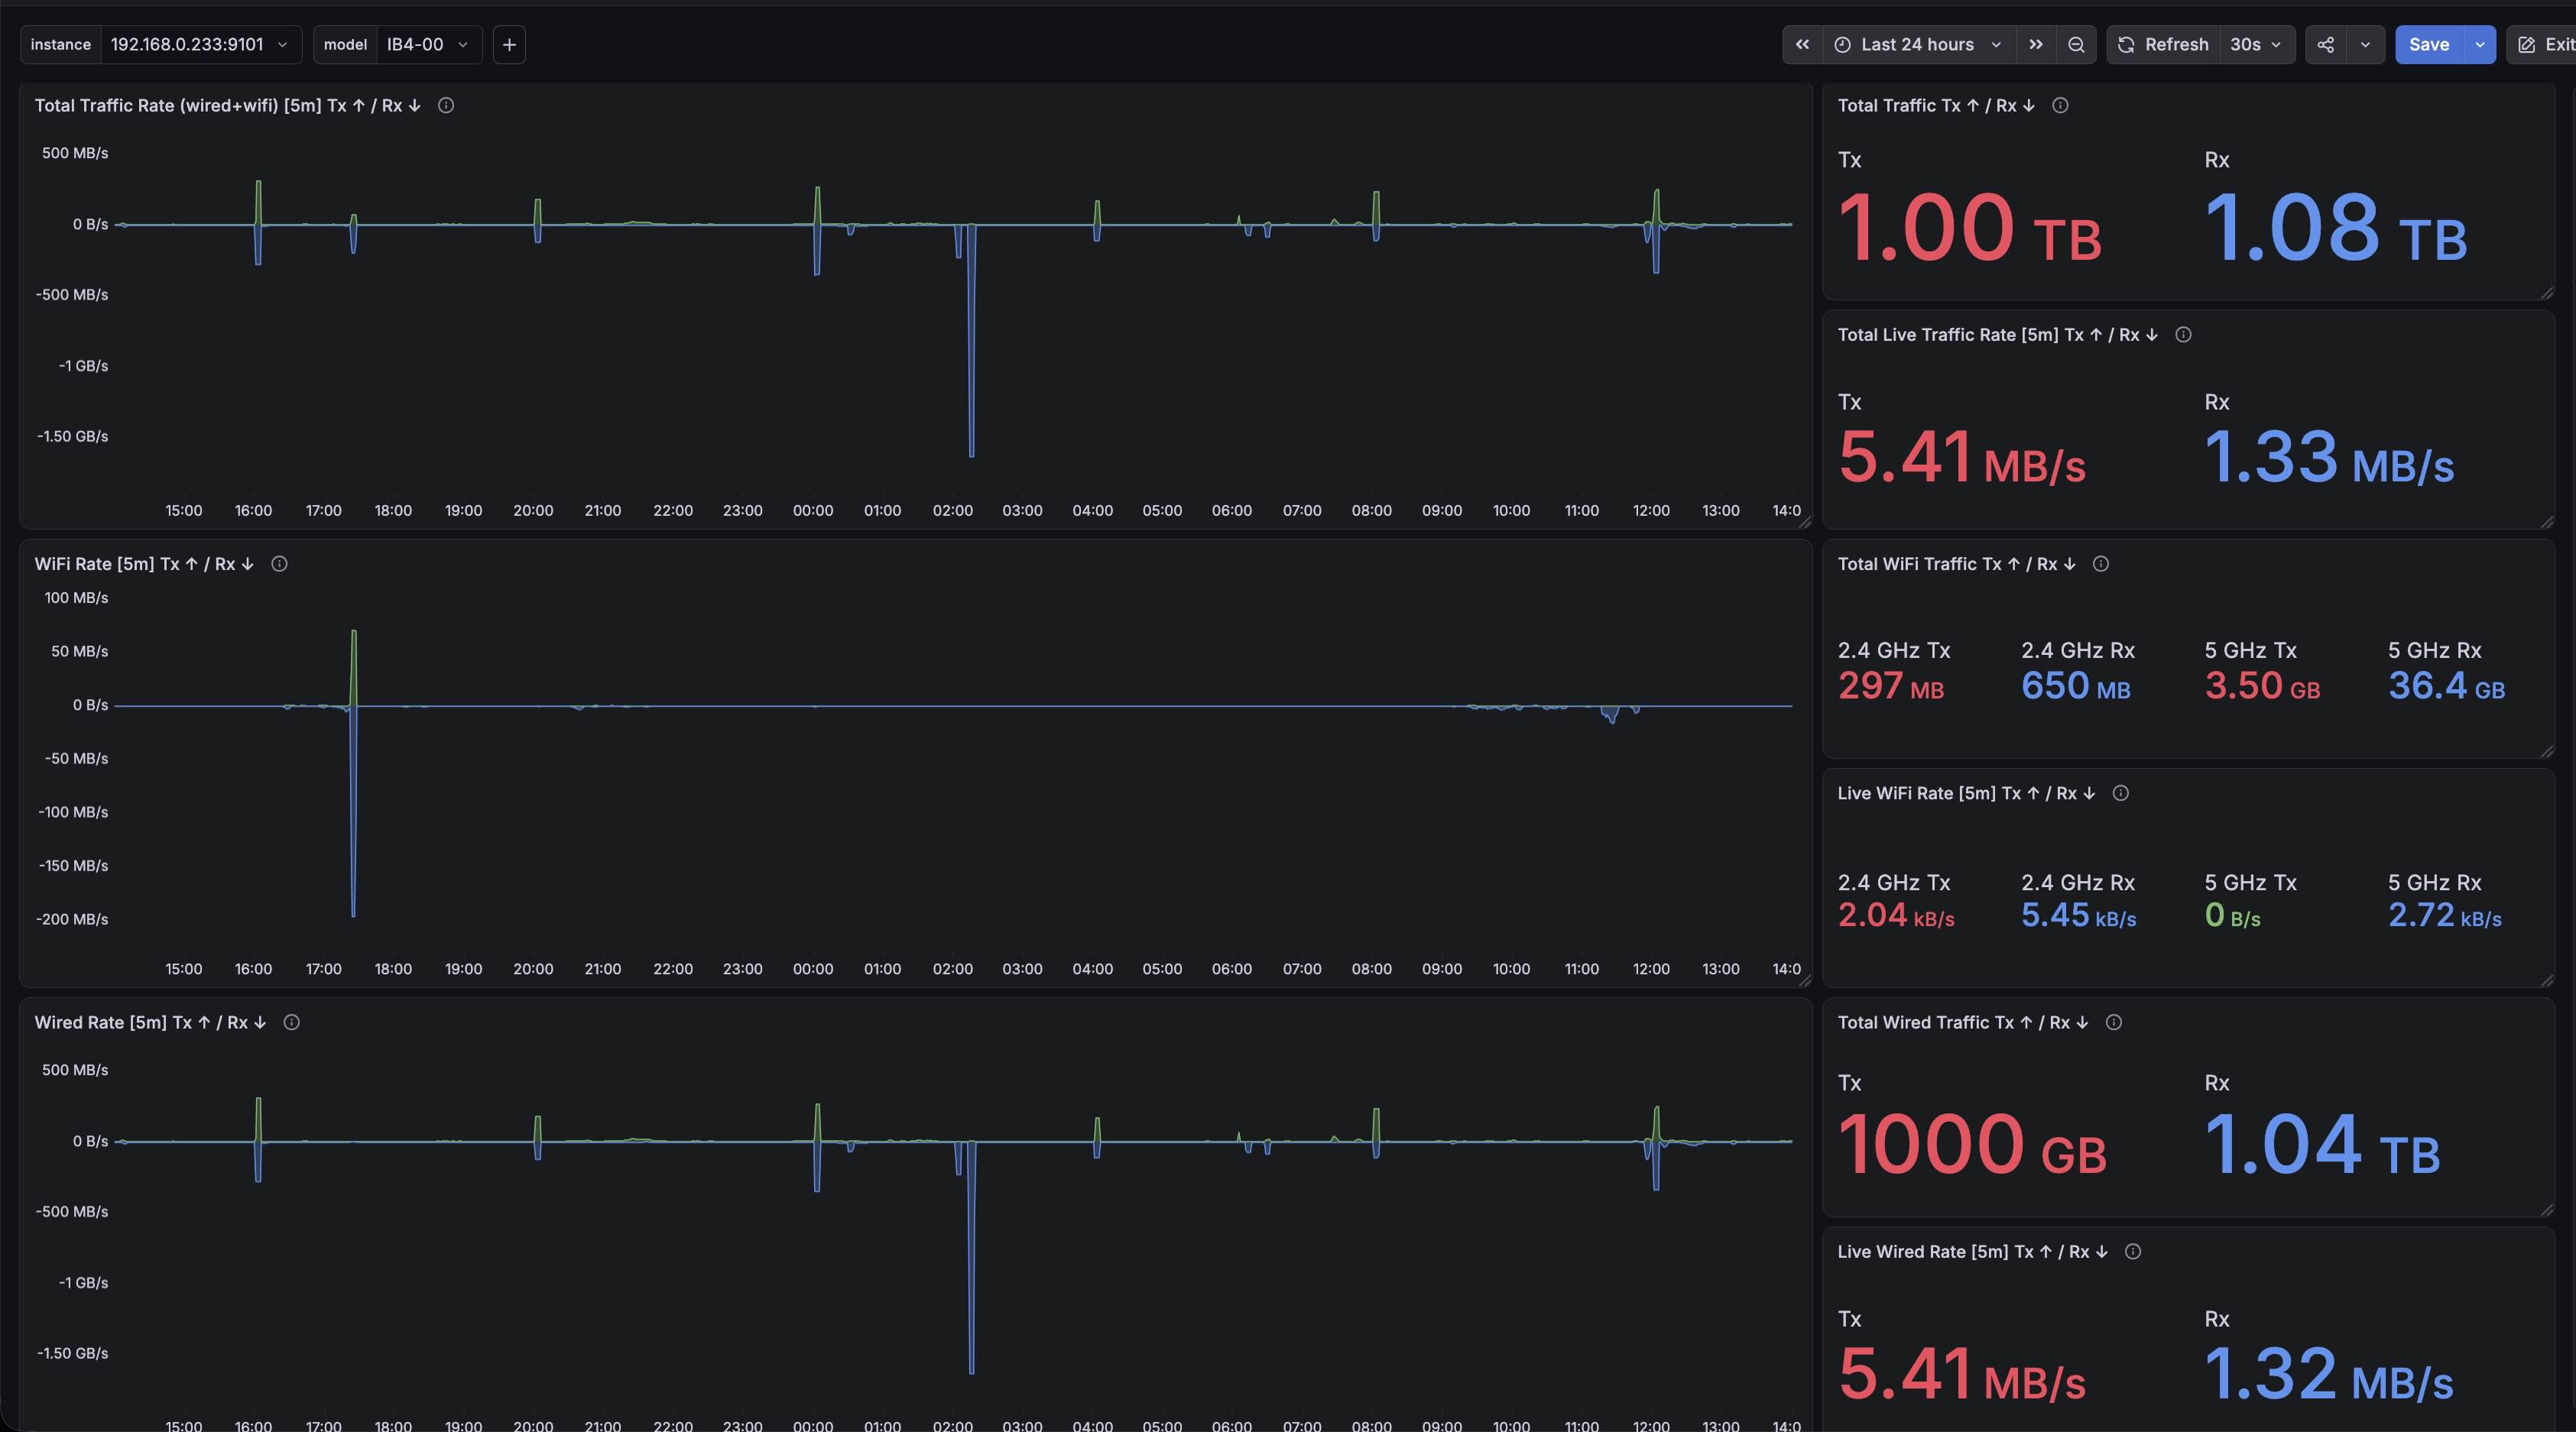 instance 192.168.0.233:9101 model IB4-00 + Last 24 hours Refresh 30s Save Exit
Total Traffic Rate (wired+wifi) [5m] Tx ↑ / Rx ↓
500 MB/s
0 B/s
-500 MB/s
-1 GB/s
-1.50 GB/s
15:00 16:00 17:00 18:00 19:00 20:00 21:00 22:00 23:00 00:00 01:00 02:00 03:00 04:00 05:00 06:00 07:00 08:00 09:00 10:00 11:00 12:00 13:00 14:0
Total Traffic Tx ↑ / Rx ↓
Tx Rx
1.00 TB 1.08 TB
Total Live Traffic Rate [5m] Tx ↑ / Rx ↓
Tx Rx
5.41 MB/s 1.33 MB/s
WiFi Rate [5m] Tx ↑ / Rx ↓
100 MB/s
50 MB/s
0 B/s
-50 MB/s
-100 MB/s
-150 MB/s
-200 MB/s
15:00 16:00 17:00 18:00 19:00 20:00 21:00 22:00 23:00 00:00 01:00 02:00 03:00 04:00 05:00 06:00 07:00 08:00 09:00 10:00 11:00 12:00 13:00 14:0
Total WiFi Traffic Tx ↑ / Rx ↓
2.4 GHz Tx 2.4 GHz Rx 5 GHz Tx 5 GHz Rx
297 MB 650 MB 3.50 GB 36.4 GB
Live WiFi Rate [5m] Tx ↑ / Rx ↓
2.4 GHz Tx 2.4 GHz Rx 5 GHz Tx 5 GHz Rx
2.04 kB/s 5.45 kB/s 0 B/s 2.72 kB/s
Wired Rate [5m] Tx ↑ / Rx ↓
500 MB/s
0 B/s
-500 MB/s
-1 GB/s
-1.50 GB/s
15:00 16:00 17:00 18:00 19:00 20:00 21:00 22:00 23:00 00:00 01:00 02:00 03:00 04:00 05:00 06:00 07:00 08:00 09:00 10:00 11:00 12:00 13:00 14:0
Total Wired Traffic Tx ↑ / Rx ↓
Tx Rx
1000 GB 1.04 TB
Live Wired Rate [5m] Tx ↑ / Rx ↓
Tx Rx
5.41 MB/s 1.32 MB/s